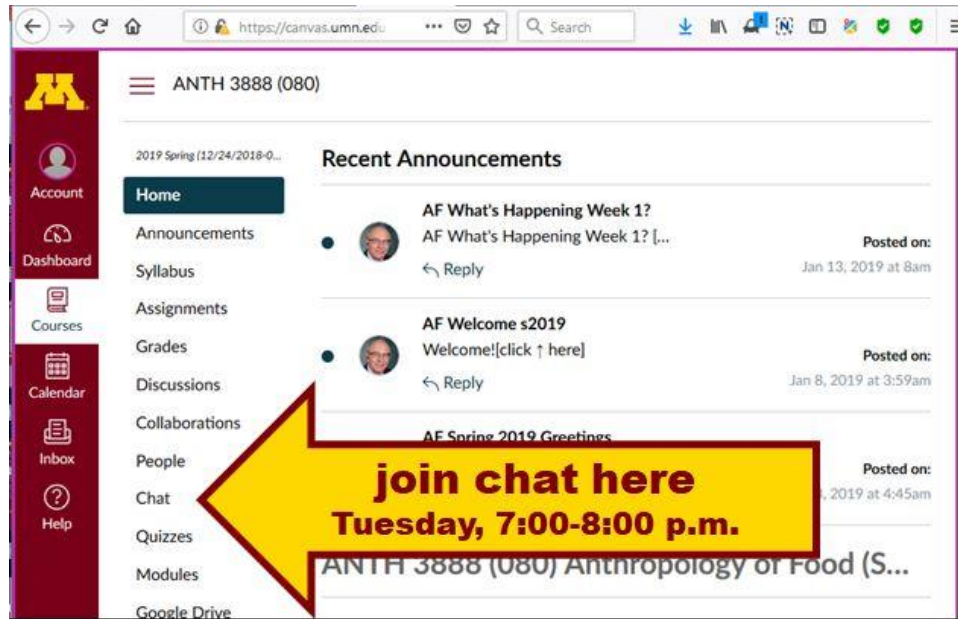 https://canvas.umn.edu
Search
M
ANTH 3888 (080)
2019 Spring (12/24/2018-0...
Recent Announcements
Account
Dashboard
Courses
Calendar
Inbox
Help
Home
Announcements
Syllabus
Assignments
Grades
Discussions
Collaborations
People
Chat
Quizzes
Modules
Google Drive
AF What's Happening Week 1?
AF What's Happening Week 1? [...
Reply
Posted on:
Jan 13, 2019 at 8am
AF Welcome s2019
Welcome![click ↑ here]
Reply
Posted on:
Jan 8, 2019 at 3:59am
AF Spring 2019 Greetings
Posted on:
2019 at 4:45am
join chat here
Tuesday, 7:00-8:00 p.m.
ANTH 3888 (080) Anthropology of Food (S...